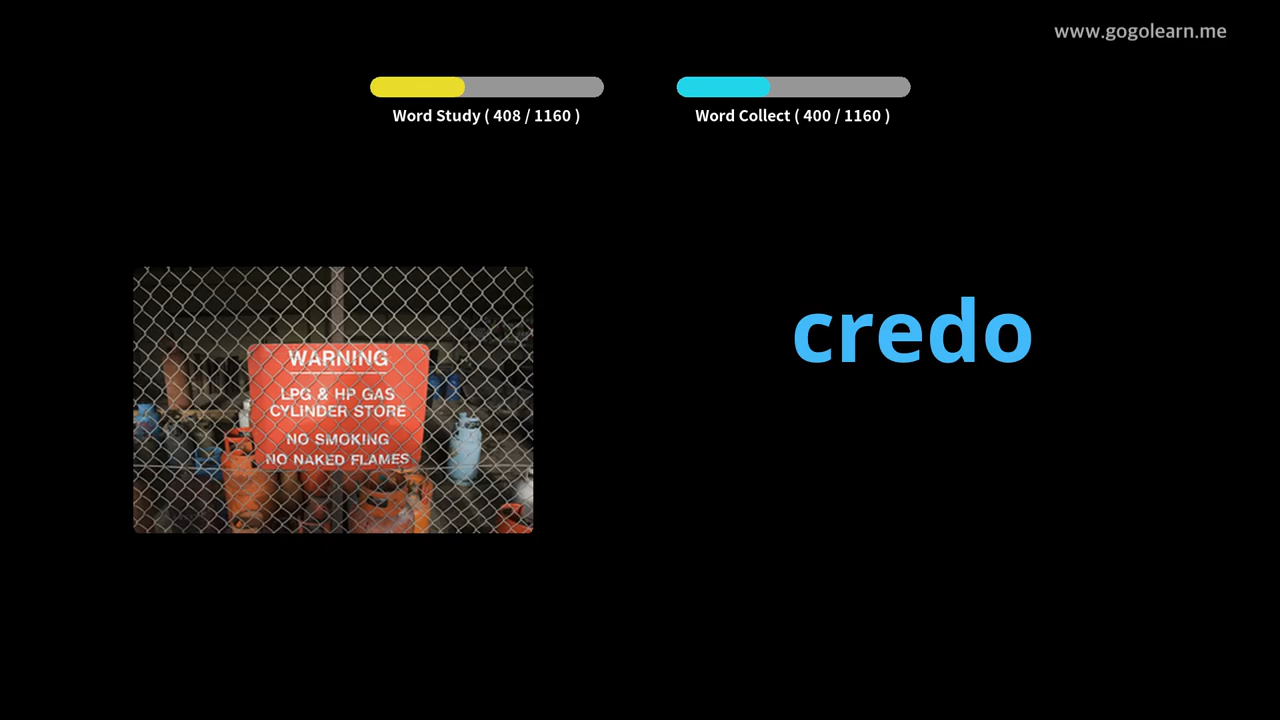 www.gogolearn.me
Word Study ( 408 / 1160 )
Word Collect ( 400 / 1160 )
WARNING
LPG & HP GAS
CYLINDER STORE
NO SMOKING
NO NAKED FLAMES
credo